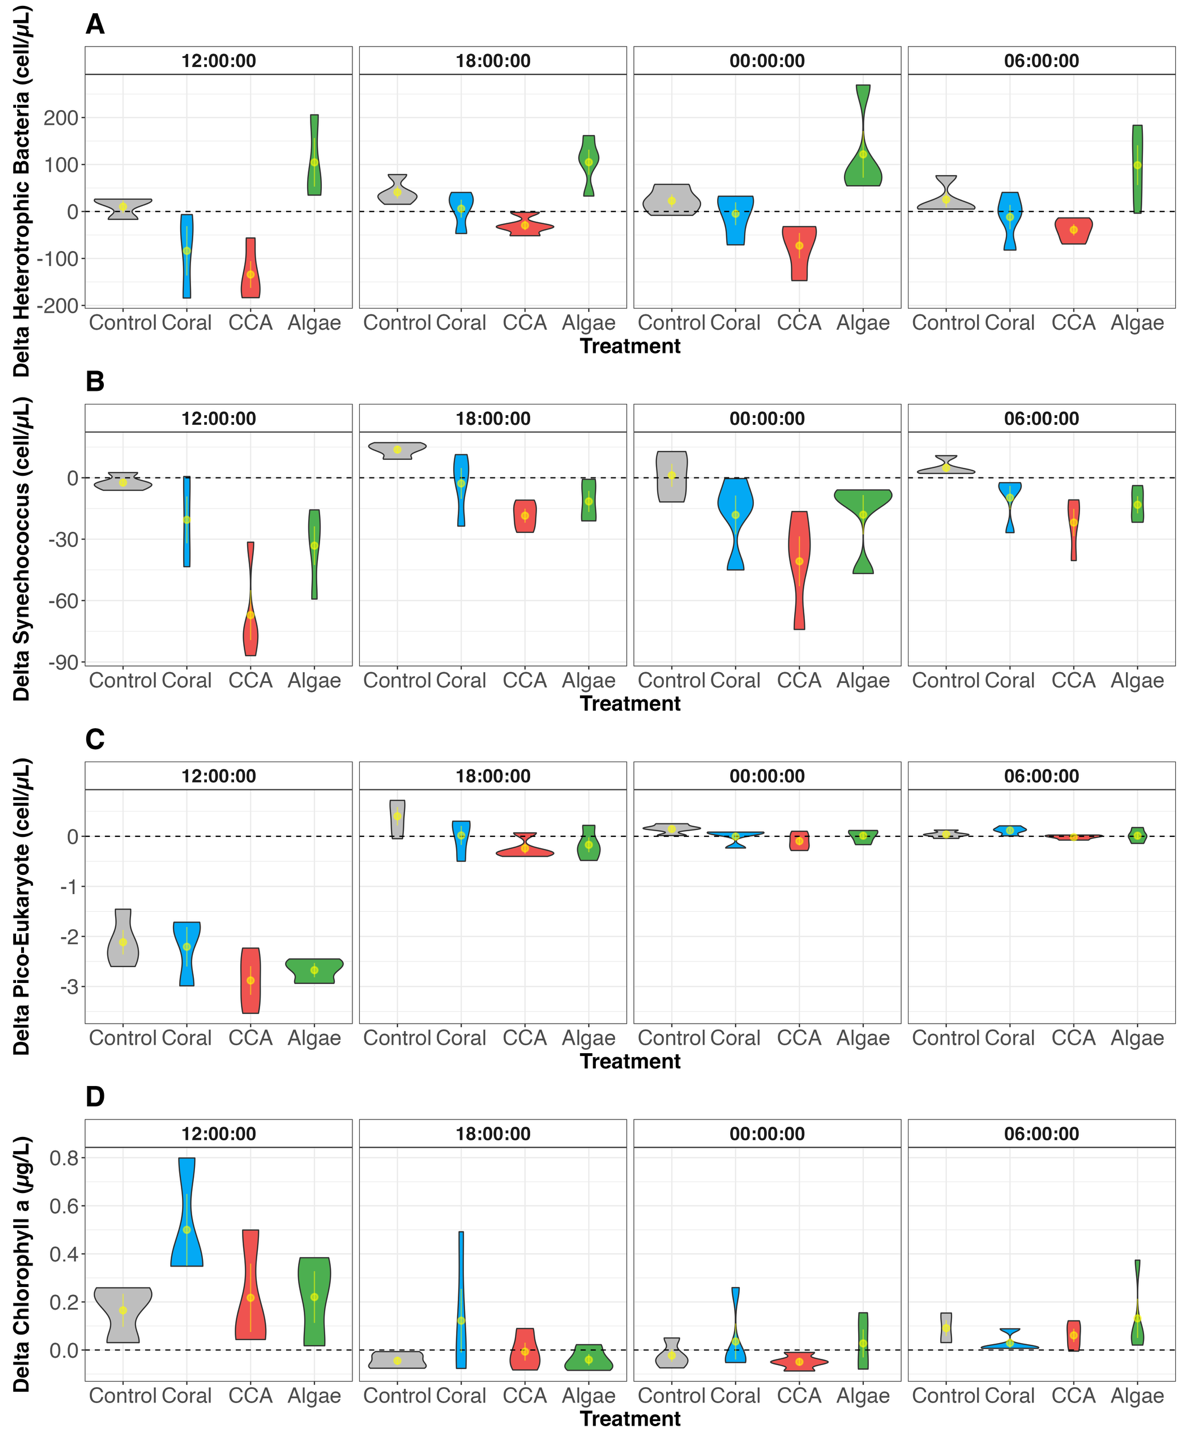 A
12:00:00 18:00:00 00:00:00 06:00:00
Delta Heterotrophic Bacteria (cell/μL)
200
100
0
-100
-200
Control Coral CCA Algae Control Coral CCA Algae Control Coral CCA Algae Control Coral CCA Algae
Treatment
B
12:00:00 18:00:00 00:00:00 06:00:00
Delta Synechococcus (cell/μL)
0
-30
-60
-90
Control Coral CCA Algae Control Coral CCA Algae Control Coral CCA Algae Control Coral CCA Algae
Treatment
C
12:00:00 18:00:00 00:00:00 06:00:00
Delta Pico-Eukaryote (cell/μL)
0
-1
-2
-3
Control Coral CCA Algae Control Coral CCA Algae Control Coral CCA Algae Control Coral CCA Algae
Treatment
D
12:00:00 18:00:00 00:00:00 06:00:00
Delta Chlorophyll a (μg/L)
0.8
0.6
0.4
0.2
0.0
Control Coral CCA Algae Control Coral CCA Algae Control Coral CCA Algae Control Coral CCA Algae
Treatment